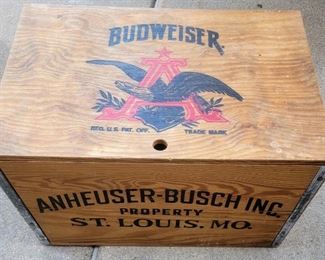 BUDWEISER.
REG. U.S. PAT. OFF. TRADE MARK
ANHEUSER-BUSCH INC.
PROPERTY
ST. LOUIS, MO.